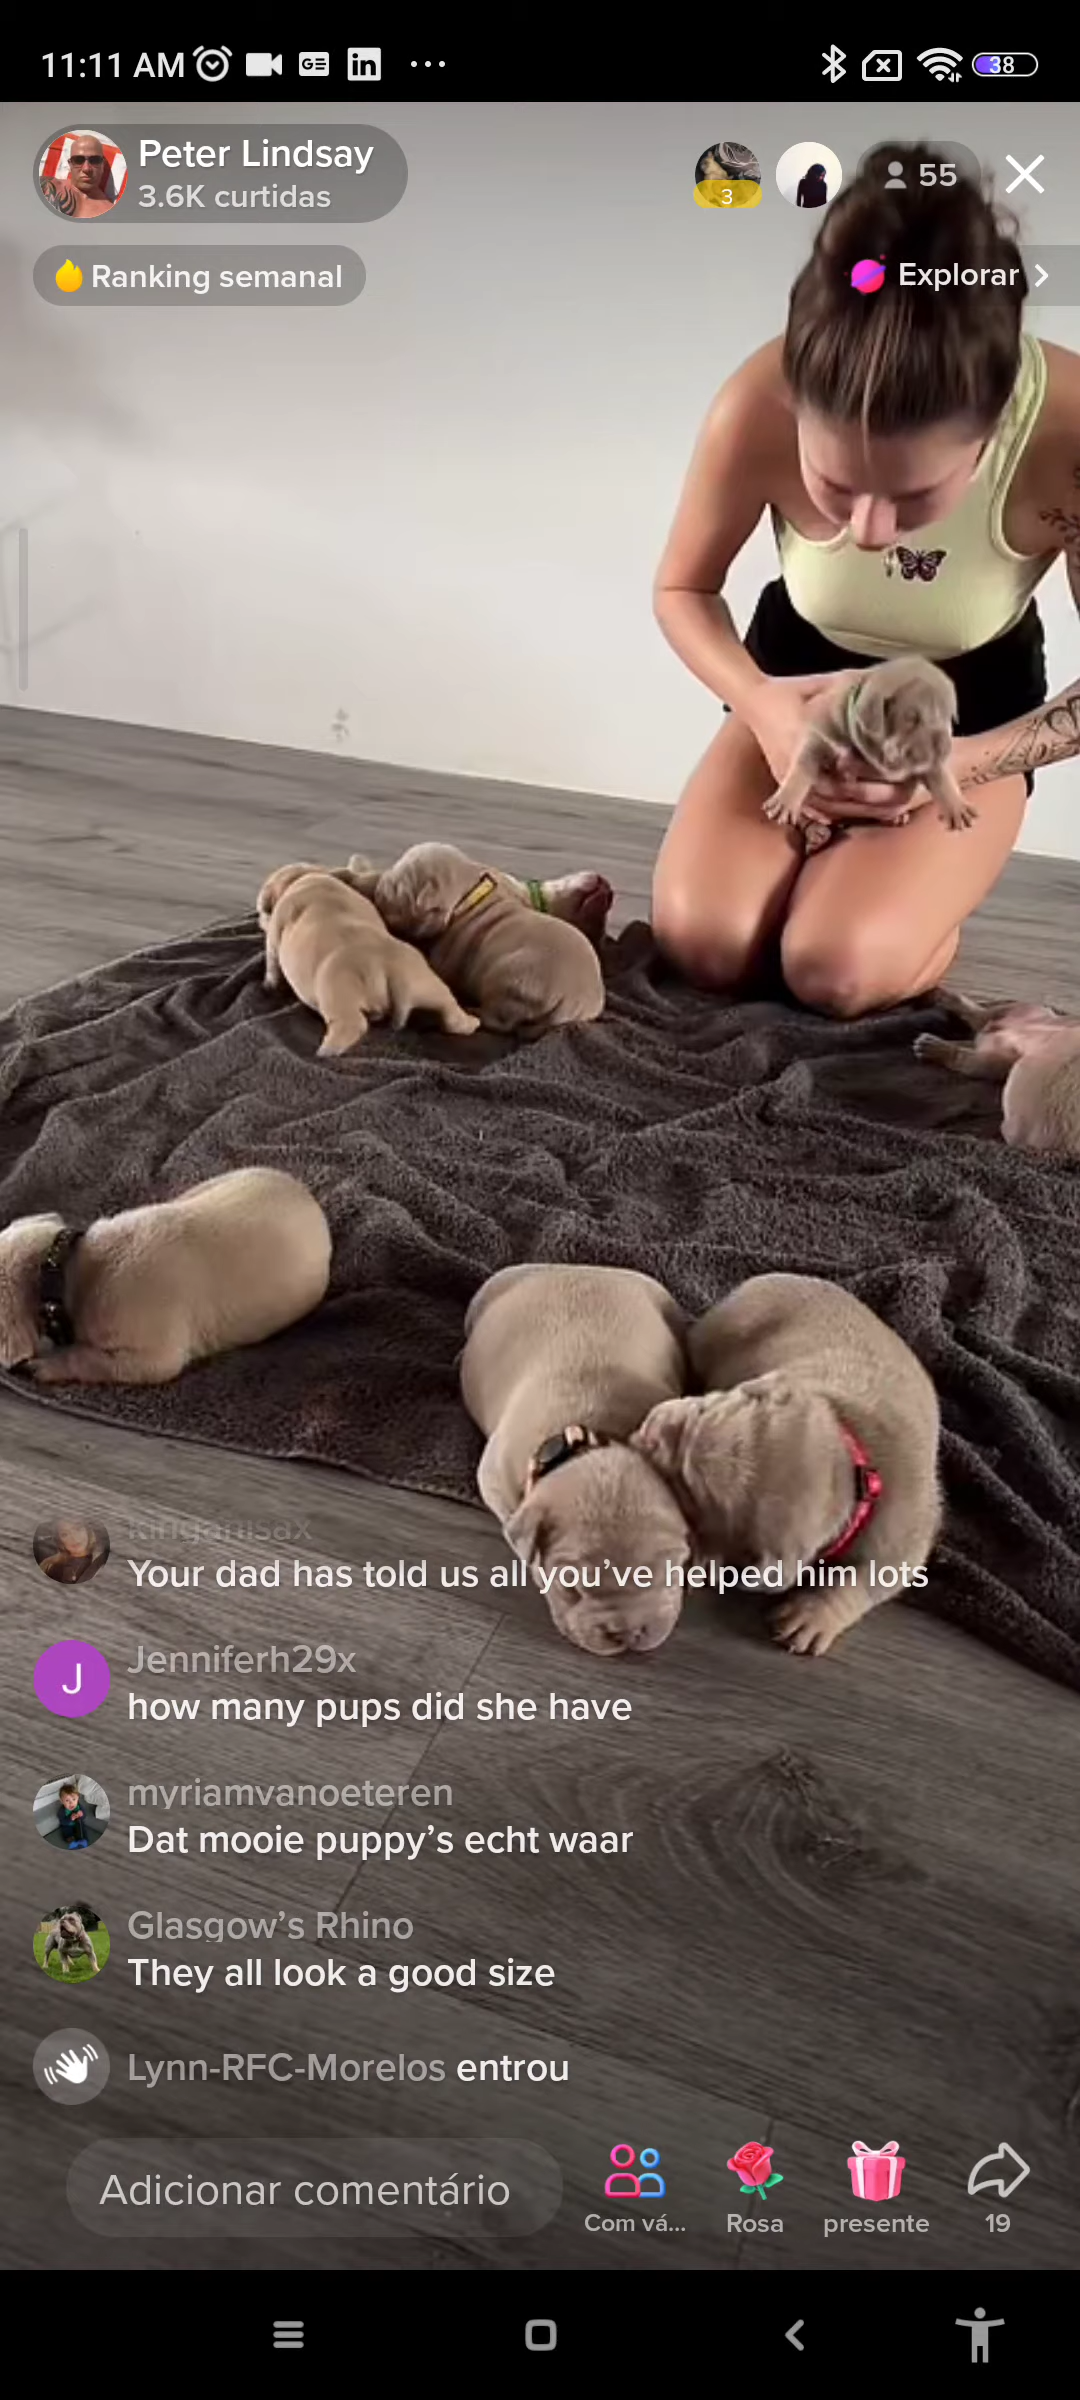 11:11 AM
38
Peter Lindsay
3.6K curtidas
3
55
Ranking semanal
Explorar
kinganisax
Your dad has told us all you've helped him lots
J
Jenniferh29x
how many pups did she have
myriamvanoeteren
Dat mooie puppy's echt waar
Glasgow's Rhino
They all look a good size
Lynn-RFC-Morelos entrou
Adicionar comentário
Com vá...
Rosa
presente
19